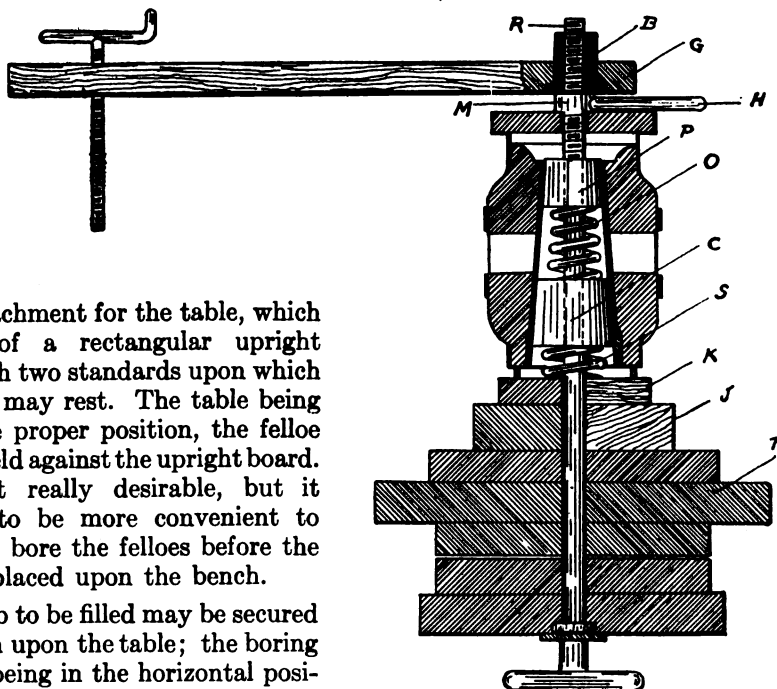 R
B
G
M
H
P
O
C
S
K
J
T
achment for the table, which
of a rectangular upright
h two standards upon which
may rest. The table being
e proper position, the felloe
eld against the upright board.
t really desirable, but it
to be more convenient to
bore the felloes before the
placed upon the bench.
b to be filled may be secured
n upon the table; the boring
being in the horizontal posi-